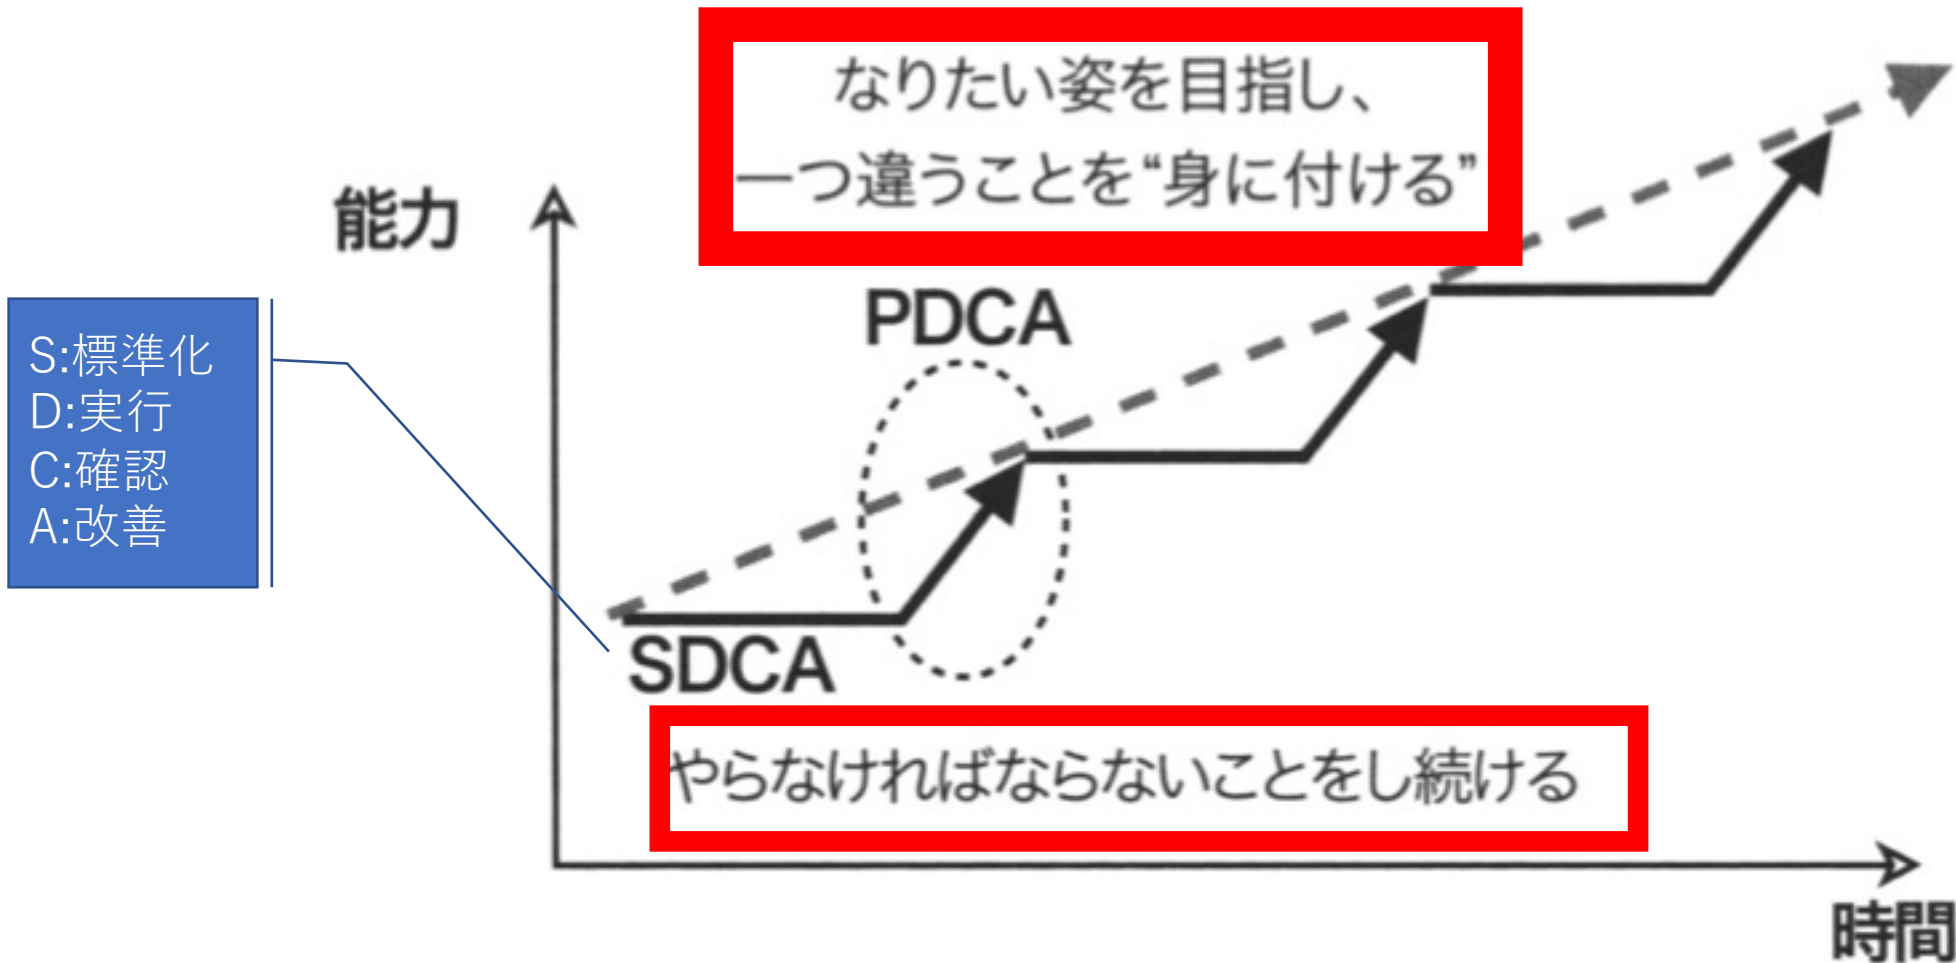 なりたい姿を目指し、
一つ違うことを“身に付ける”
能力
PDCA
S:標準化
D:実行
C:確認
A:改善
SDCA
やらなければならないことをし続ける
時間